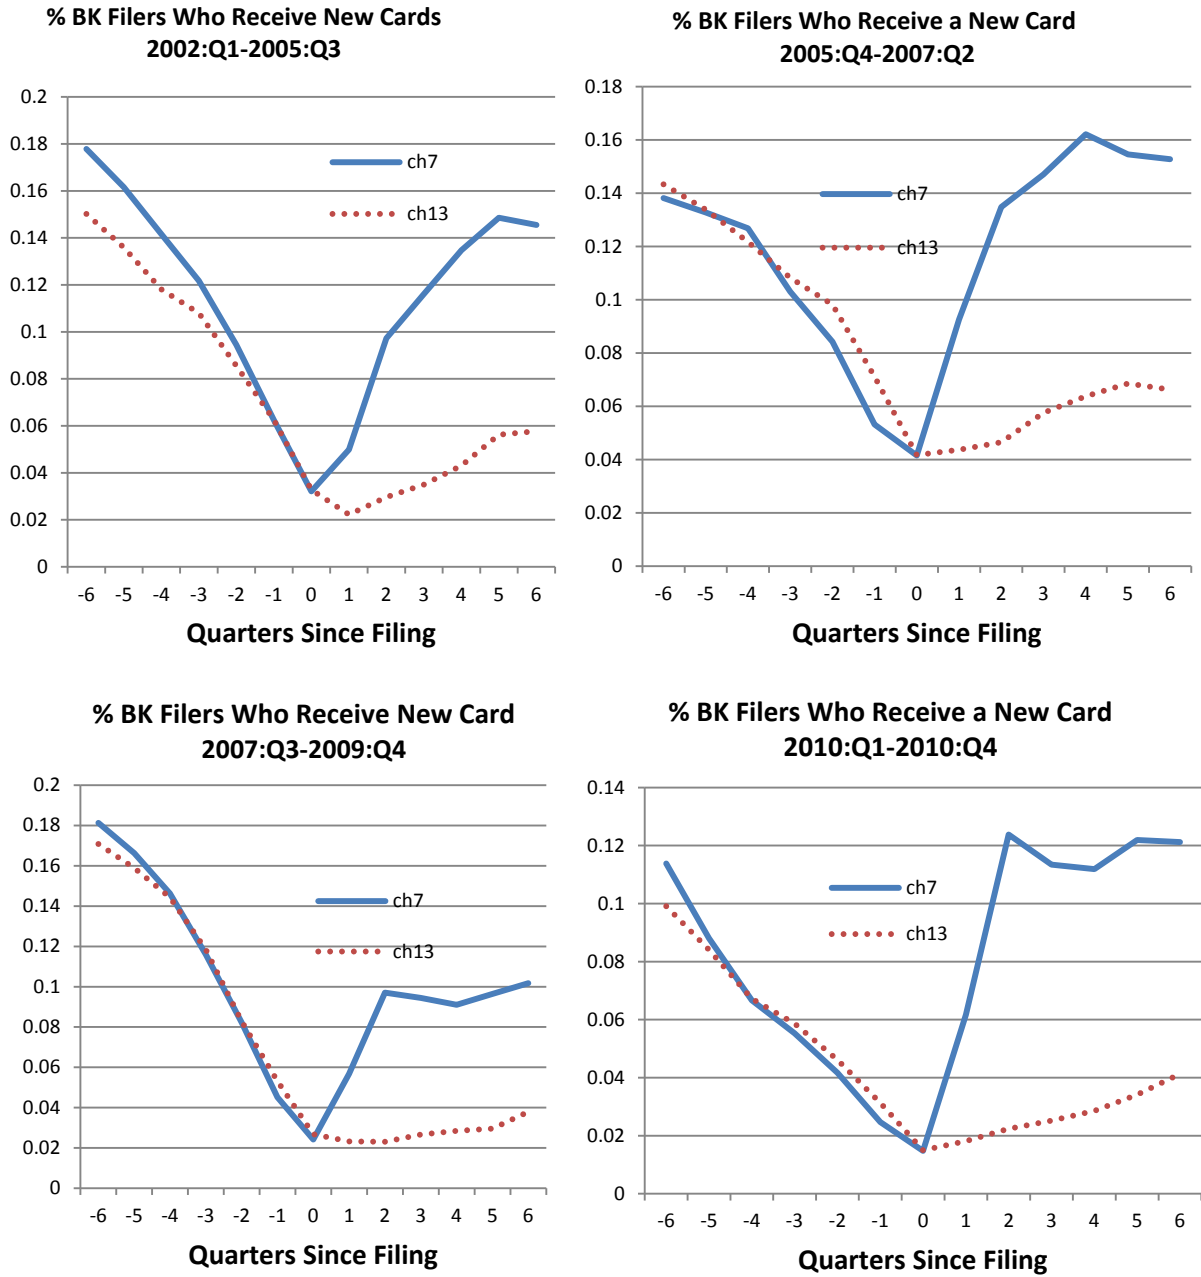 % BK Filers Who Receive New Cards
2002:Q1-2005:Q3
0.2
0.18
0.16
0.14
0.12
0.1
0.08
0.06
0.04
0.02
0
ch7
ch13
-6 -5 -4 -3 -2 -1 0 1 2 3 4 5 6
Quarters Since Filing
% BK Filers Who Receive a New Card
2005:Q4-2007:Q2
0.18
0.16
0.14
0.12
0.1
0.08
0.06
0.04
0.02
0
ch7
ch13
-6 -5 -4 -3 -2 -1 0 1 2 3 4 5 6
Quarters Since Filing
% BK Filers Who Receive New Card
2007:Q3-2009:Q4
0.2
0.18
0.16
0.14
0.12
0.1
0.08
0.06
0.04
0.02
0
ch7
ch13
-6 -5 -4 -3 -2 -1 0 1 2 3 4 5 6
Quarters Since Filing
% BK Filers Who Receive a New Card
2010:Q1-2010:Q4
0.14
0.12
0.1
0.08
0.06
0.04
0.02
0
ch7
ch13
-6 -5 -4 -3 -2 -1 0 1 2 3 4 5 6
Quarters Since Filing